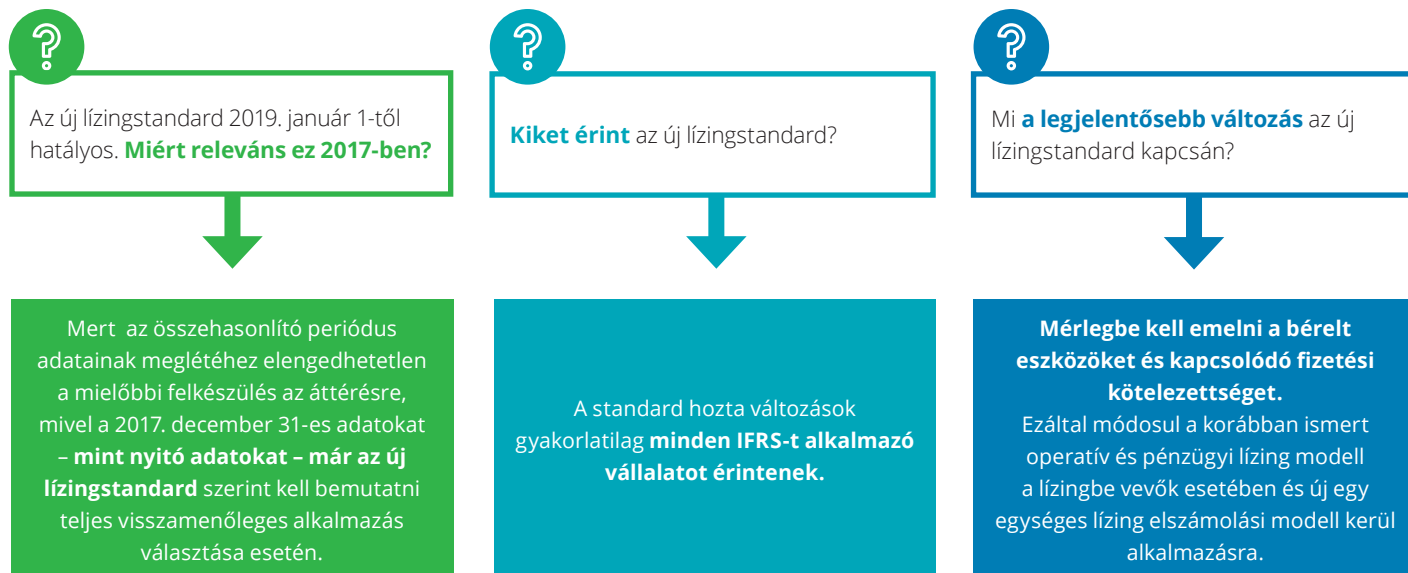 Az új lízingstandard 2019. január 1-től
hatályos. Miért releváns ez 2017-ben?
Mert az összehasonlító periódus
adatainak meglétéhez elengedhetetlen
a mielőbbi felkészülés az áttérésre,
mivel a 2017. december 31-es adatokat
– mint nyitó adatokat – már az új
lízingstandard szerint kell bemutatni
teljes visszamenőleges alkalmazás
választása esetén.
Kiket érint az új lízingstandard?
A standard hozta változások
gyakorlatilag minden IFRS-t alkalmazó
vállalatot érintenek.
Mi a legjelentősebb változás az új
lízingstandard kapcsán?
Mérlegbe kell emelni a bérelt
eszközöket és kapcsolódó fizetési
kötelezettséget.
Ezáltal módosul a korábban ismert
operatív és pénzügyi lízing modell
a lízingbe vevők esetében és új egy
egységes lízing elszámolási modell kerül
alkalmazásra.